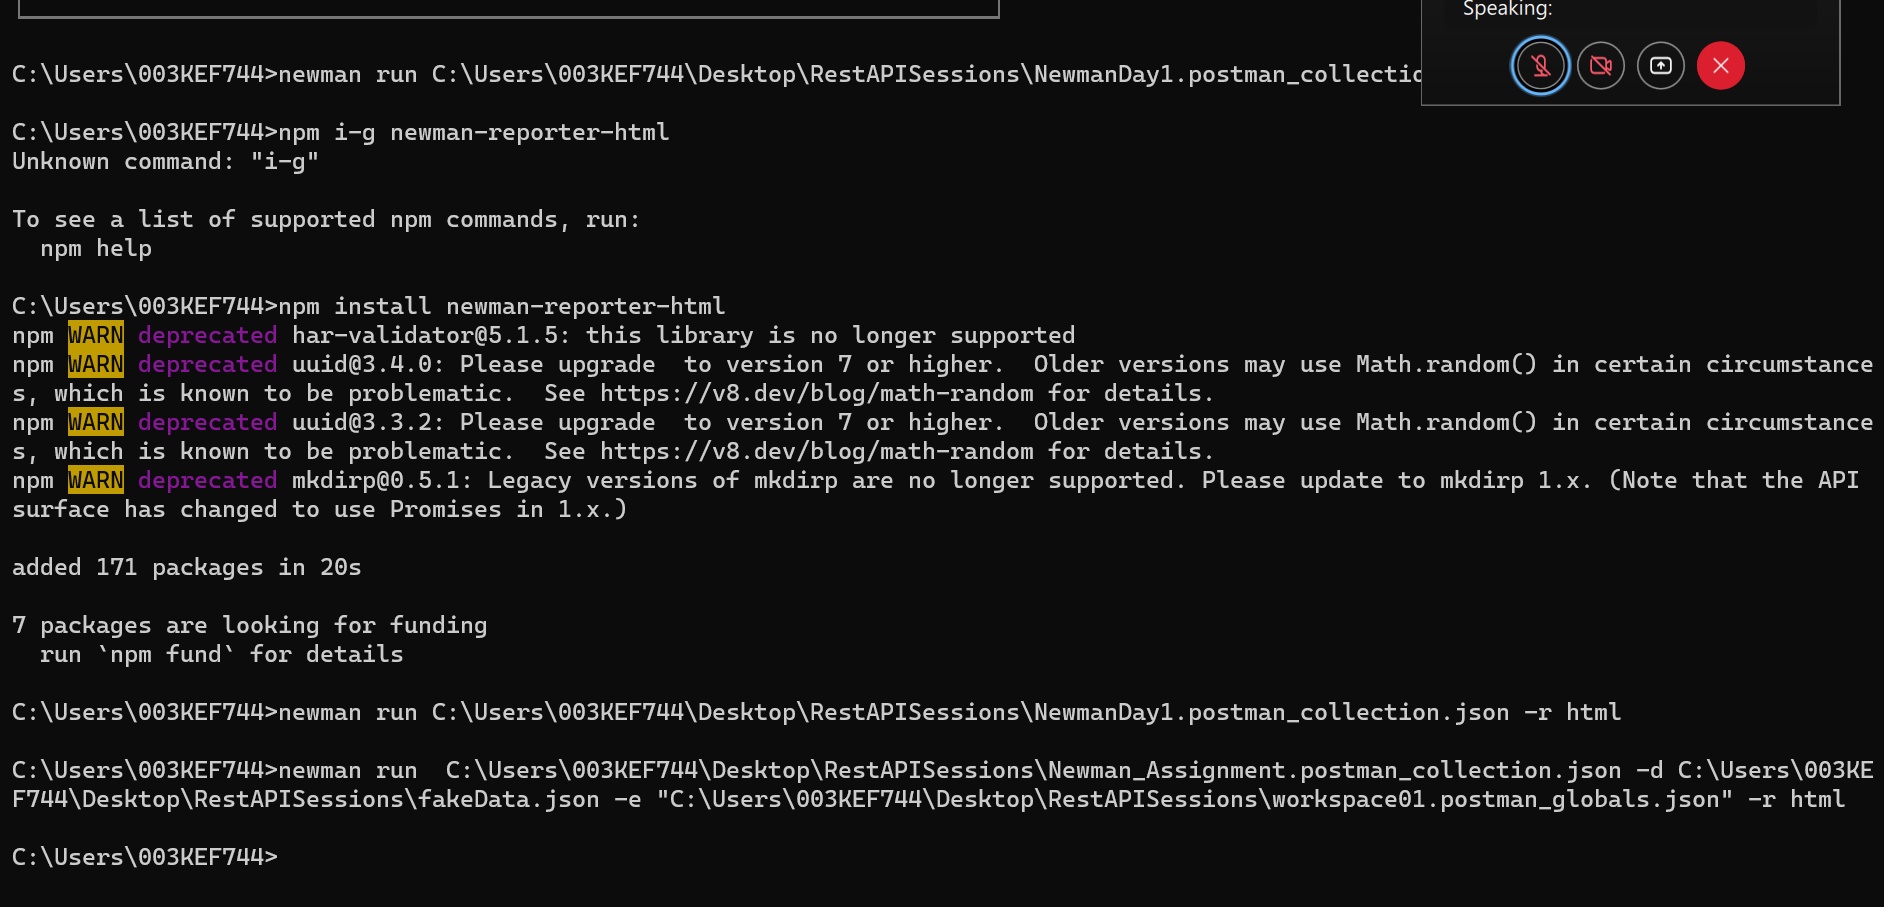 Speaking:
C:\Users\003KEF744>newman run C:\Users\003KEF744\Desktop\RestAPISessions\NewmanDay1.postman_collectio
C:\Users\003KEF744>npm i-g newman-reporter-html
Unknown command: "i-g"
To see a list of supported npm commands, run:
npm help
C:\Users\003KEF744>npm install newman-reporter-html
npm WARN deprecated har-validator@5.1.5: this library is no longer supported
npm WARN deprecated uuid@3.4.0: Please upgrade  to version 7 or higher.  Older versions may use Math.random() in certain circumstance
s, which is known to be problematic.  See https://v8.dev/blog/math-random for details.
npm WARN deprecated uuid@3.3.2: Please upgrade  to version 7 or higher.  Older versions may use Math.random() in certain circumstance
s, which is known to be problematic.  See https://v8.dev/blog/math-random for details.
npm WARN deprecated mkdirp@0.5.1: Legacy versions of mkdirp are no longer supported. Please update to mkdirp 1.x. (Note that the API
surface has changed to use Promises in 1.x.)
added 171 packages in 20s
7 packages are looking for funding
run `npm fund` for details
C:\Users\003KEF744>newman run C:\Users\003KEF744\Desktop\RestAPISessions\NewmanDay1.postman_collection.json -r html
C:\Users\003KEF744>newman run  C:\Users\003KEF744\Desktop\RestAPISessions\Newman_Assignment.postman_collection.json -d C:\Users\003KE
F744\Desktop\RestAPISessions\fakeData.json -e "C:\Users\003KEF744\Desktop\RestAPISessions\workspace01.postman_globals.json" -r html
C:\Users\003KEF744>